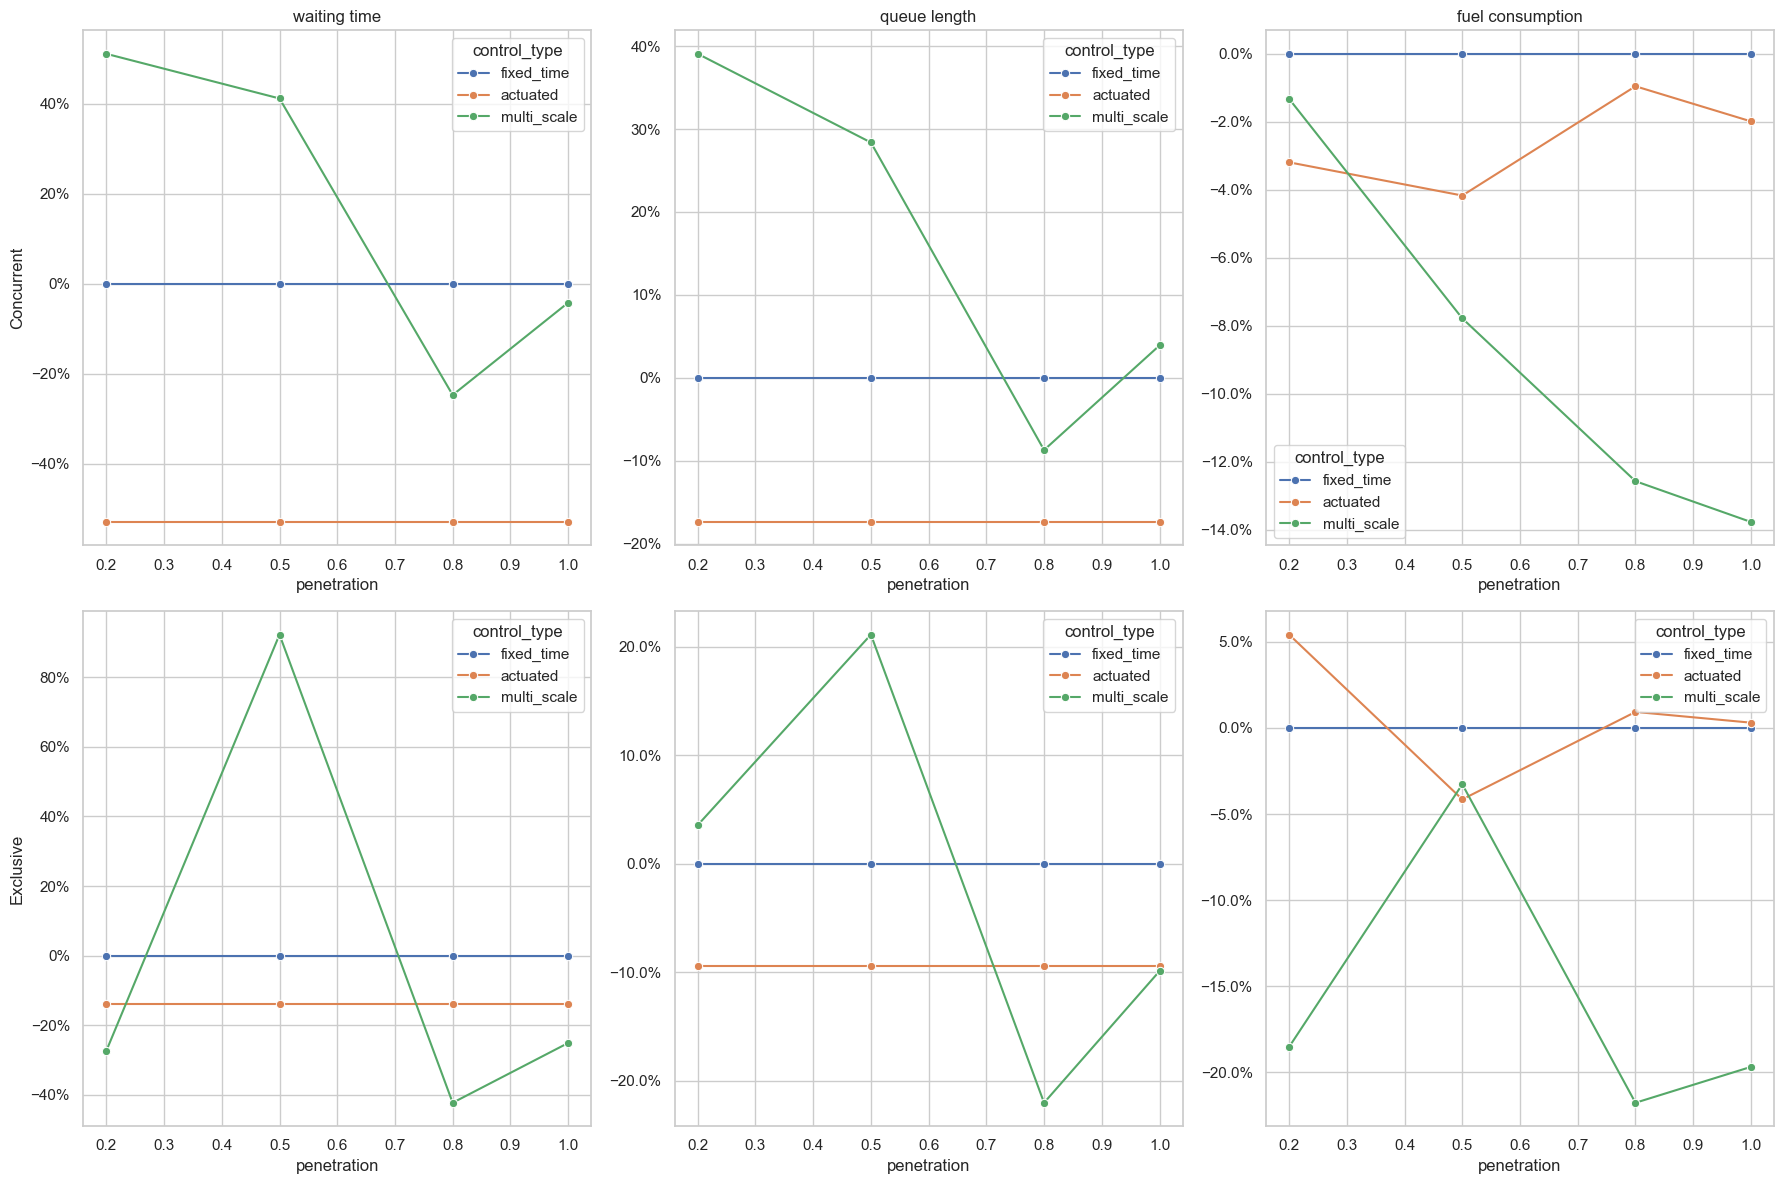 waiting time
queue length
fuel consumption
Concurrrent
40%
20%
0%
−20%
−40%
control_type
fixed_time
actuated
multi_scale
0.2 0.3 0.4 0.5 0.6 0.7 0.8 0.9 1.0
penetration
40%
30%
20%
10%
0%
−10%
−20%
control_type
fixed_time
actuated
multi_scale
0.2 0.3 0.4 0.5 0.6 0.7 0.8 0.9 1.0
penetration
0.0%
−2.0%
−4.0%
−6.0%
−8.0%
−10.0%
−12.0%
−14.0%
control_type
fixed_time
actuated
multi_scale
0.2 0.3 0.4 0.5 0.6 0.7 0.8 0.9 1.0
penetration
Exclusive
80%
60%
40%
20%
0%
−20%
−40%
control_type
fixed_time
actuated
multi_scale
0.2 0.3 0.4 0.5 0.6 0.7 0.8 0.9 1.0
penetration
20.0%
10.0%
0.0%
−10.0%
−20.0%
control_type
fixed_time
actuated
multi_scale
0.2 0.3 0.4 0.5 0.6 0.7 0.8 0.9 1.0
penetration
5.0%
0.0%
−5.0%
−10.0%
−15.0%
−20.0%
control_type
fixed_time
actuated
multi_scale
0.2 0.3 0.4 0.5 0.6 0.7 0.8 0.9 1.0
penetration